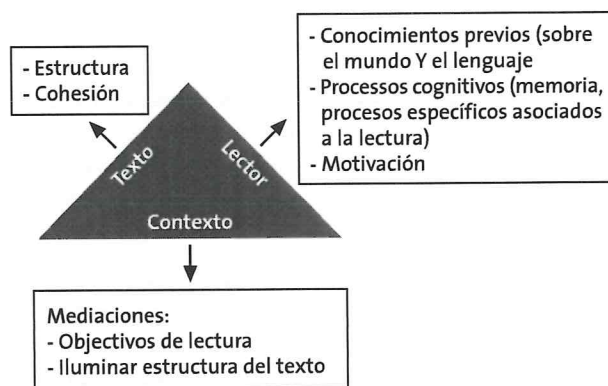 - Estructura
- Cohesión
- Conocimientos previos (sobre
el mundo Y el lenguaje
- Processos cognitivos (memoria,
procesos específicos asociados
a la lectura)
- Motivación
Texto
Lector
Contexto
Mediaciones:
- Objectivos de lectura
- Iluminar estructura del texto